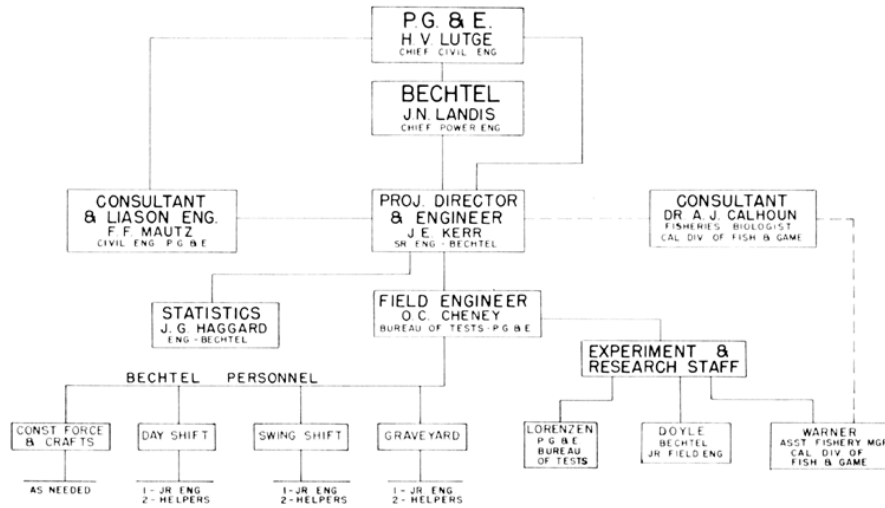 P.G. & E.
H.V. LUTGE
CHIEF CIVIL ENG
BECHTEL
J.N. LANDIS
CHIEF POWER ENG
CONSULTANT
& LIASON ENG.
F.F. MAUTZ
CIVIL ENG P G & E
PROJ. DIRECTOR
& ENGINEER
J.E. KERR
SR ENG - BECHTEL
CONSULTANT
DR A.J. CALHOUN
FISHERIES BIOLOGIST
CAL DIV OF FISH & GAME
STATISTICS
J.G. HAGGARD
ENG - BECHTEL
FIELD ENGINEER
O.C. CHENEY
BUREAU OF TESTS - P.G & E
EXPERIMENT &
RESEARCH STAFF
BECHTEL PERSONNEL
CONST FORCE
& CRAFTS
DAY SHIFT
SWING SHIFT
GRAVEYARD
LORENZEN
P G & E
BUREAU
OF TESTS
DOYLE
BECHTEL
JR FIELD ENG
WARNER
ASST FISHERY MGR
CAL DIV OF
FISH & GAME
AS NEEDED
1 - JR ENG
2 - HELPERS
1 - JR ENG
2 - HELPERS
1 - JR ENG
2 - HELPERS